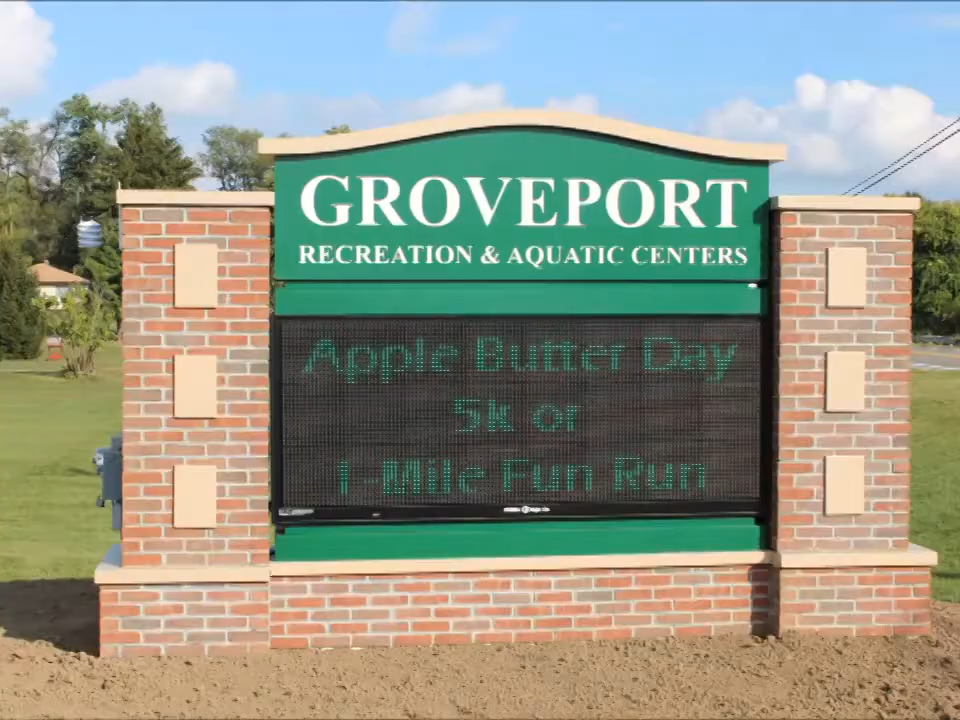 GROVEPORT
RECREATION & AQUATIC CENTERS
Apple Butter Day
5k or
1-Mile Fun Run